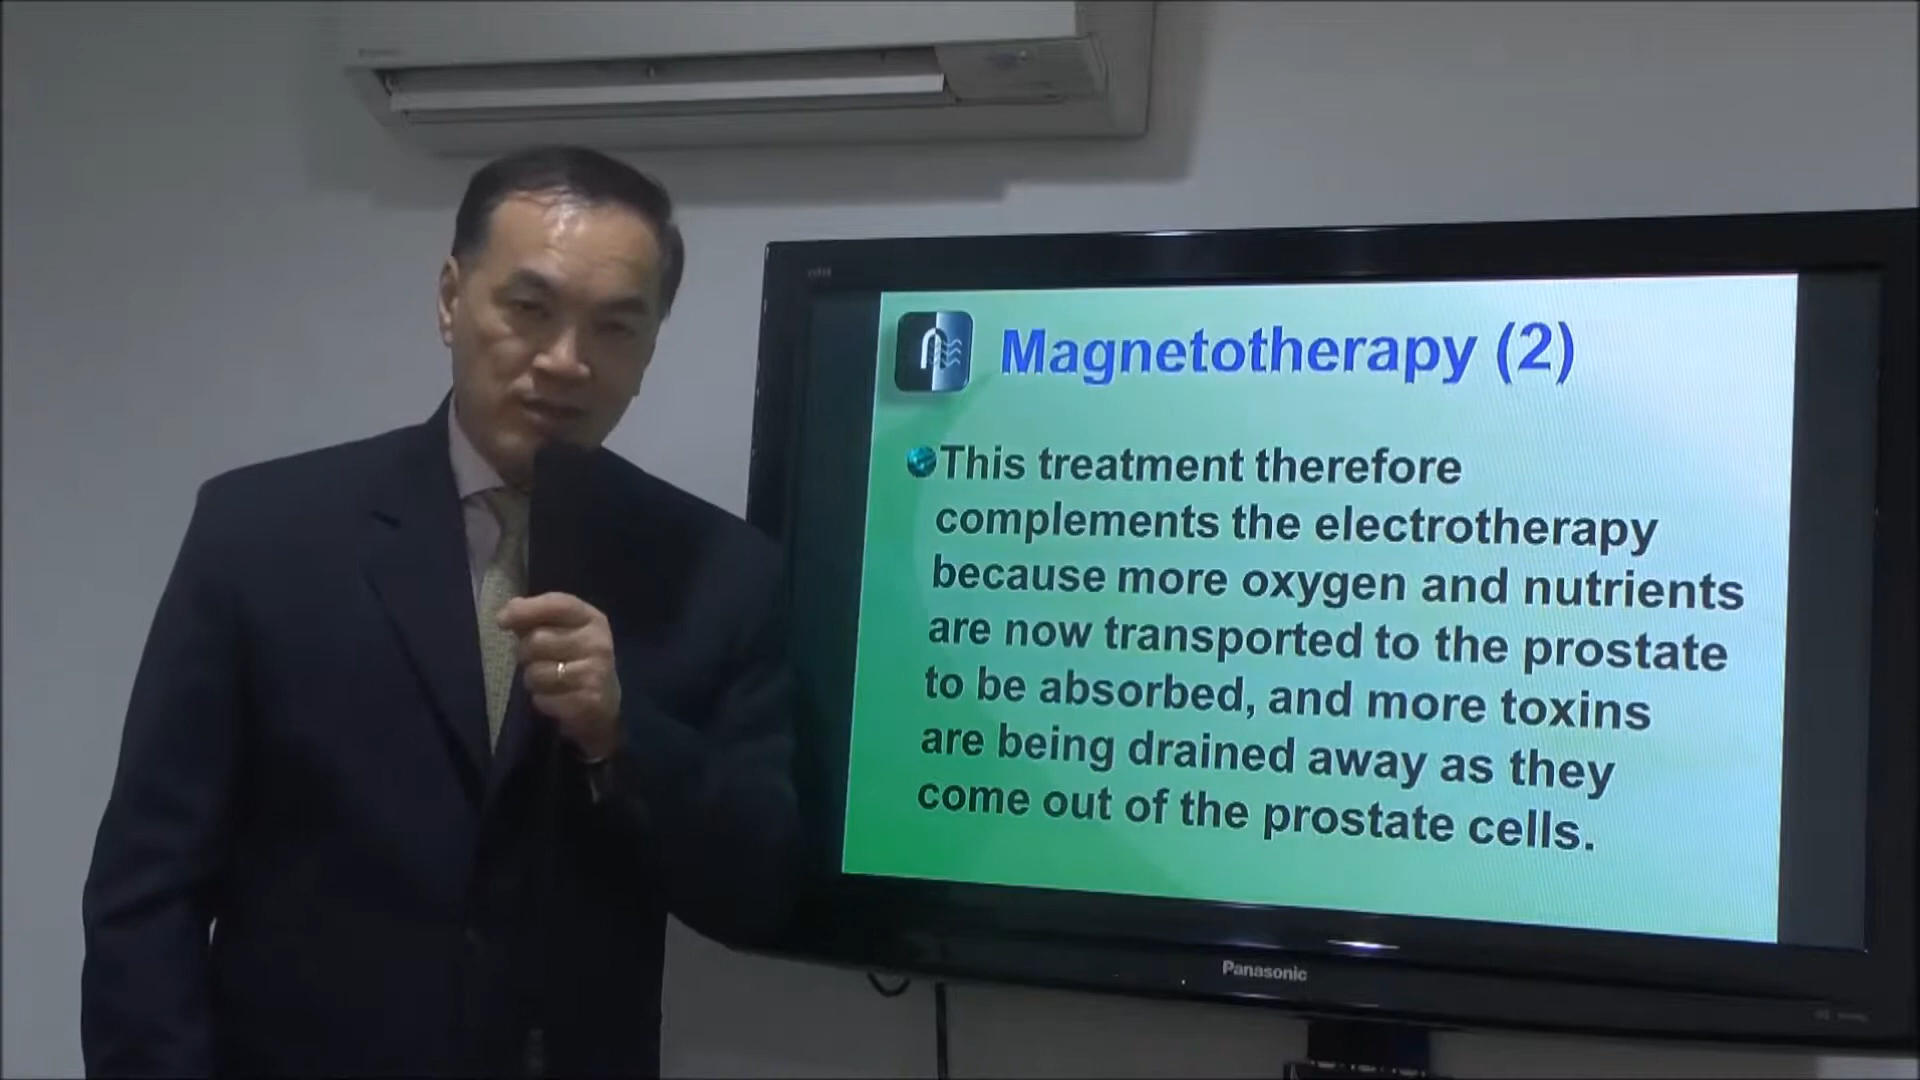 Magnetotherapy (2)
This treatment therefore
complements the electrotherapy
because more oxygen and nutrients
are now transported to the prostate
to be absorbed, and more toxins
are being drained away as they
come out of the prostate cells.
Panasonic